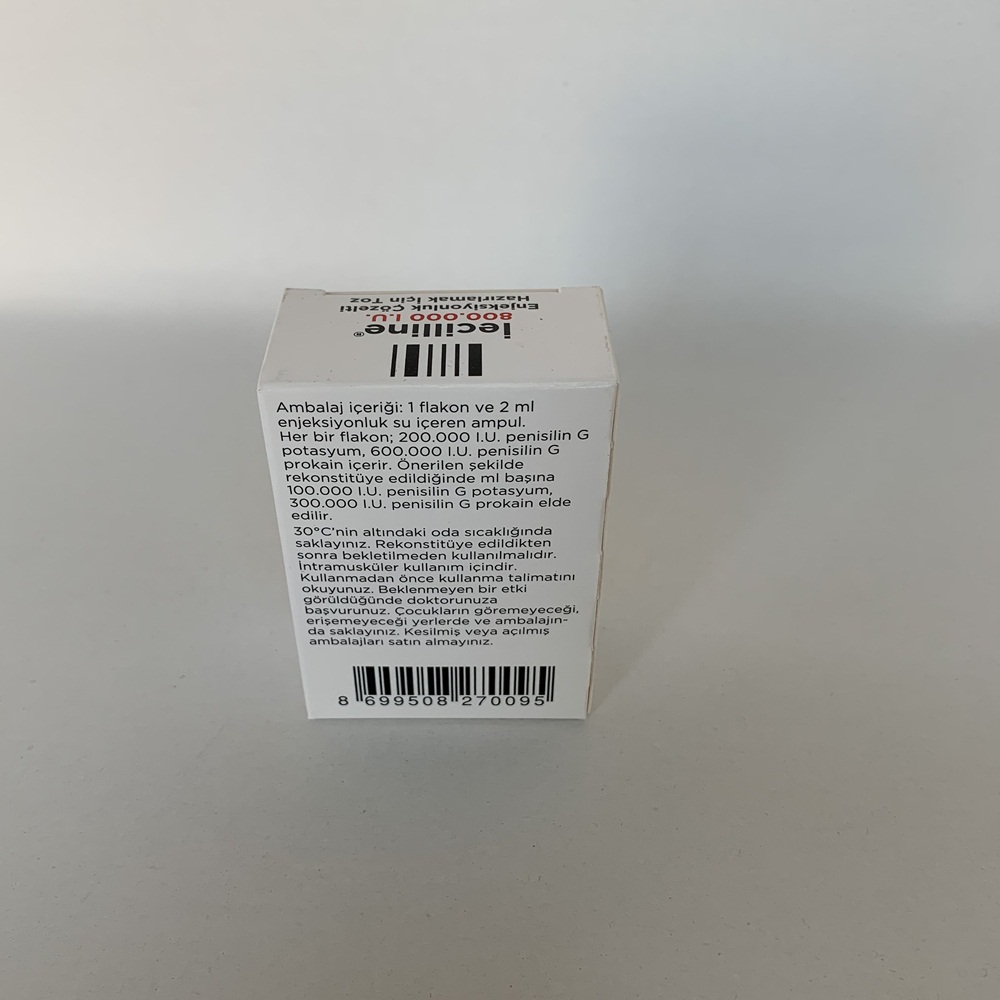 iecilline®
800.000 I.U.
Enjeksiyonluk Çözelti
Hazırlamak İçin Toz
Ambalaj içeriği: 1 flakon ve 2 ml
enjeksiyonluk su içeren ampul.
Her bir flakon; 200.000 I.U. penisilin G
potasyum, 600.000 I.U. penisilin G
prokain içerir. Önerilen şekilde
rekonstitüye edildiğinde ml başına
100.000 I.U. penisilin G potasyum,
300.000 I.U. penisilin G prokain elde
edilir.
30°C'nin altındaki oda sıcaklığında
saklayınız. Rekonstitüye edildikten
sonra bekletilmeden kullanılmalıdır.
İntramusküler kullanım içindir.
Kullanmadan önce kullanma talimatını
okuyunuz. Beklenmeyen bir etki
görüldüğünde doktorunuza
başvurunuz. Çocukların göremeyeceği,
erişemeyeceği yerlerde ve ambalajın-
da saklayınız. Kesilmiş veya açılmış
ambalajları satın almayınız.
8 699508 270095